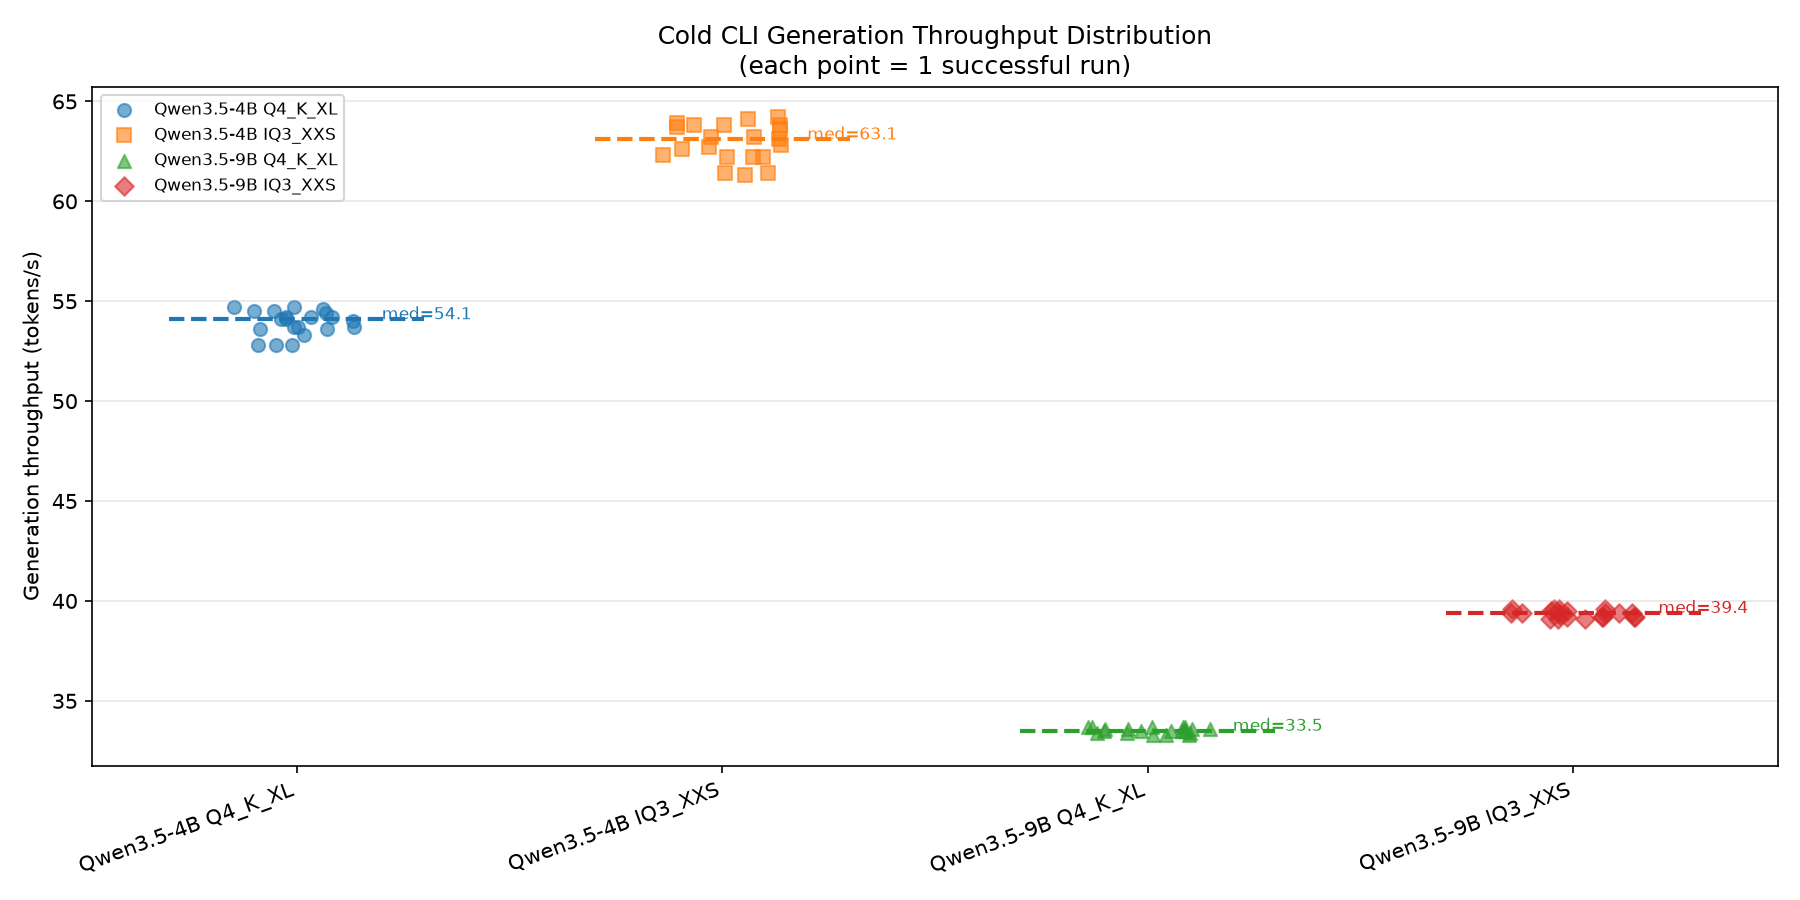 Cold CLI Generation Throughput Distribution
(each point = 1 successful run)
Generation throughput (tokens/s)
65
60
55
50
45
40
35
Qwen3.5-4B Q4_K_XL
Qwen3.5-4B IQ3_XXS
Qwen3.5-9B Q4_K_XL
Qwen3.5-9B IQ3_XXS
med=54.1
med=63.1
med=33.5
med=39.4
Qwen3.5-4B Q4_K_XL
Qwen3.5-4B IQ3_XXS
Qwen3.5-9B Q4_K_XL
Qwen3.5-9B IQ3_XXS